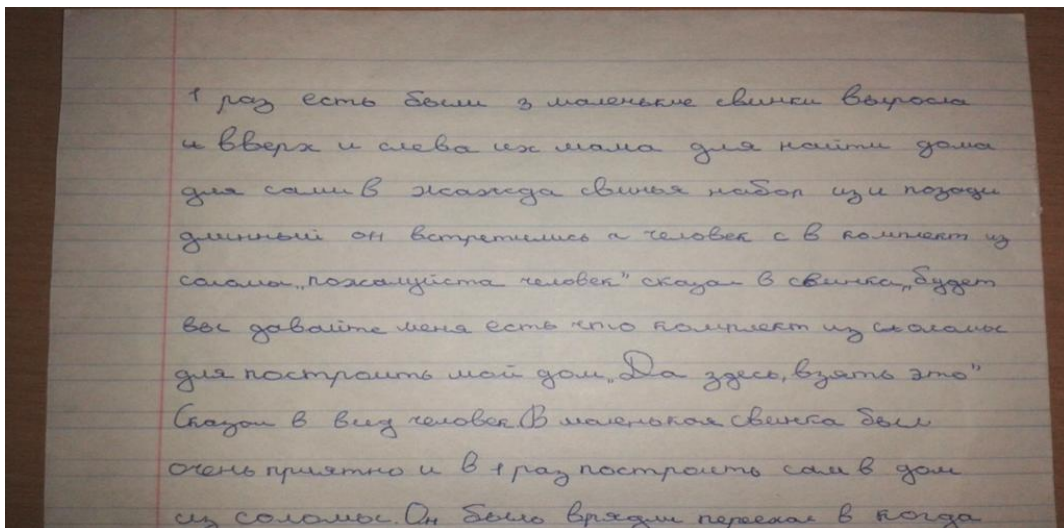 1 раз есть были 3 маленькие свинки выросла
и вверх и слева их мама для найти дома
для сами В жажда свинья набор из и позади
длинный он встретились а человек с в комплект из
соломы „пожалуйста человек" сказал в свинка „будет
вы давайте меня есть что комплект из соломы
для построить мой дом „Да здесь, взять это"
Сказал в вид человек. В маленькая свинка был
очень приятно и в 1 раз построить сам в дом
из соломы. Он было врядли переехал в когда